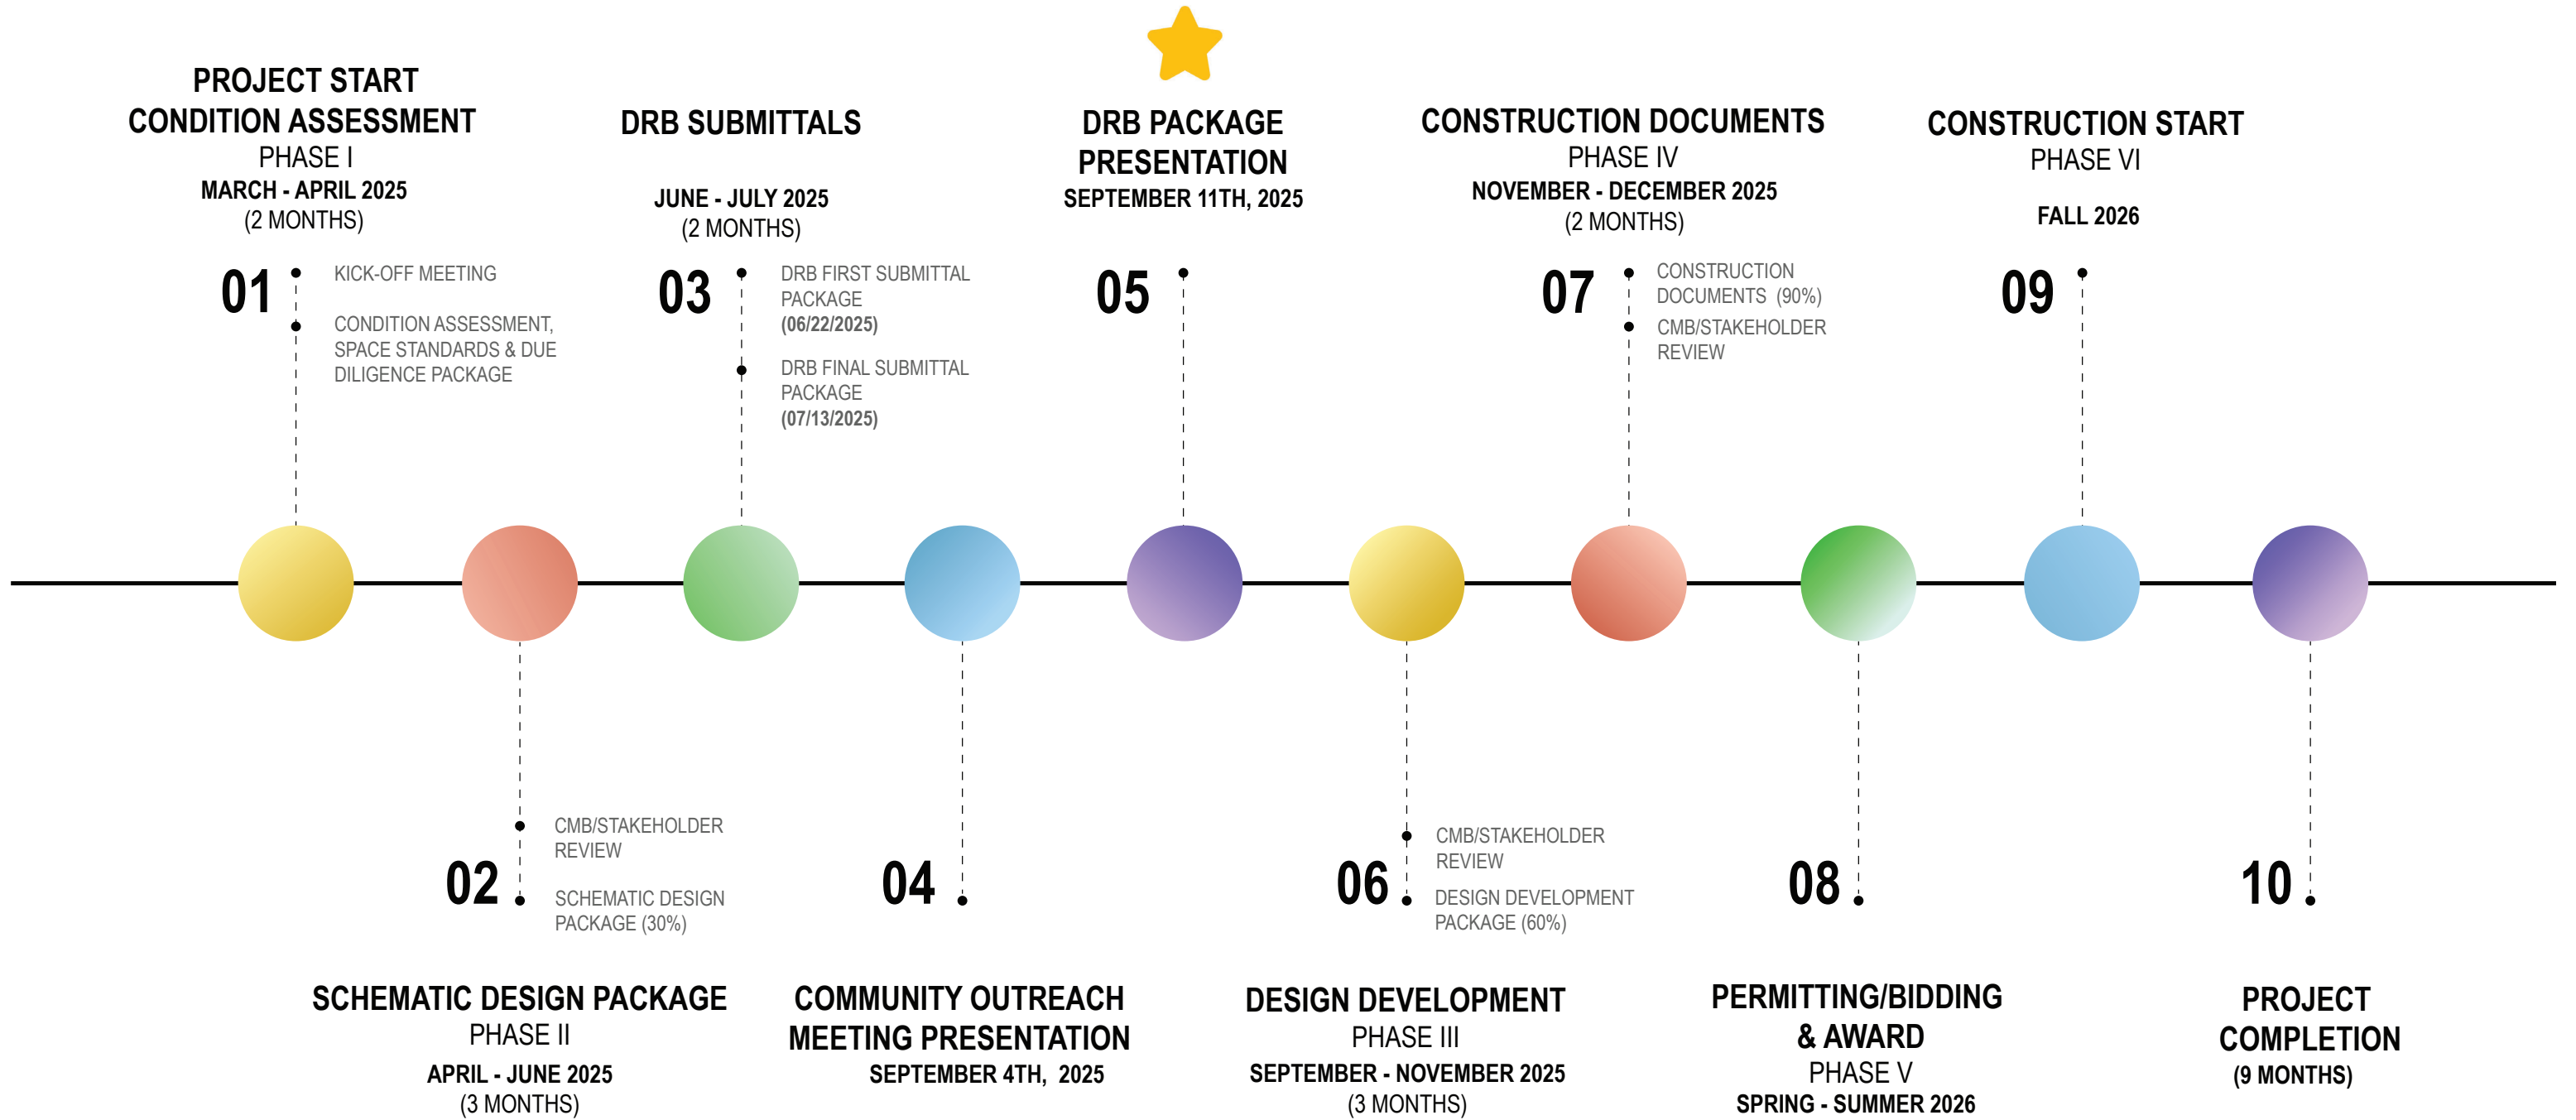 PROJECT START
CONDITION ASSESSMENT
PHASE I
MARCH - APRIL 2025
(2 MONTHS)
01
KICK-OFF MEETING
CONDITION ASSESSMENT,
SPACE STANDARDS & DUE
DILIGENCE PACKAGE
DRB SUBMITTALS
JUNE - JULY 2025
(2 MONTHS)
03
DRB FIRST SUBMITTAL
PACKAGE
(06/22/2025)
DRB FINAL SUBMITTAL
PACKAGE
(07/13/2025)
DRB PACKAGE
PRESENTATION
SEPTEMBER 11TH, 2025
05
CONSTRUCTION DOCUMENTS
PHASE IV
NOVEMBER - DECEMBER 2025
(2 MONTHS)
07
CONSTRUCTION
DOCUMENTS (90%)
CMB/STAKEHOLDER
REVIEW
CONSTRUCTION START
PHASE VI
FALL 2026
09
CMB/STAKEHOLDER
REVIEW
02
SCHEMATIC DESIGN
PACKAGE (30%)
SCHEMATIC DESIGN PACKAGE
PHASE II
APRIL - JUNE 2025
(3 MONTHS)
04
COMMUNITY OUTREACH
MEETING PRESENTATION
SEPTEMBER 4TH, 2025
CMB/STAKEHOLDER
REVIEW
06
DESIGN DEVELOPMENT
PACKAGE (60%)
DESIGN DEVELOPMENT
PHASE III
SEPTEMBER - NOVEMBER 2025
(3 MONTHS)
08
PERMITTING/BIDDING
& AWARD
PHASE V
SPRING - SUMMER 2026
10
PROJECT
COMPLETION
(9 MONTHS)